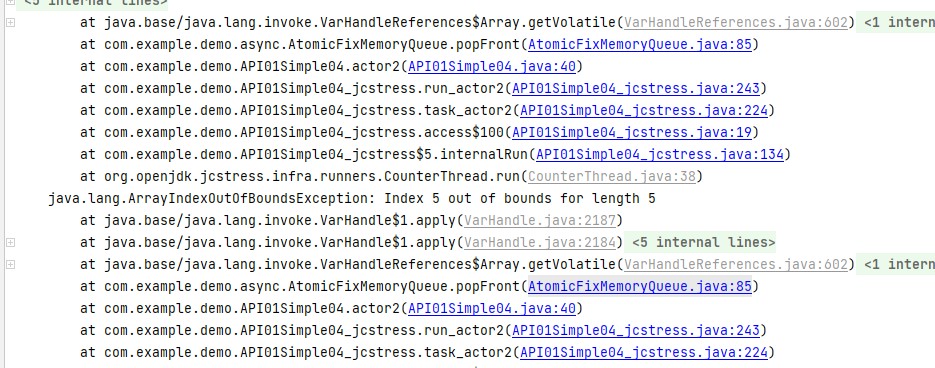 <5 internal lines>
at java.base/java.lang.invoke.VarHandleReferences$Array.getVolatile(VarHandleReferences.java:602) <1 intern
at com.example.demo.async.AtomicFixMemoryQueue.popFront(AtomicFixMemoryQueue.java:85)
at com.example.demo.API01Simple04.actor2(API01Simple04.java:40)
at com.example.demo.API01Simple04_jcstress.run_actor2(API01Simple04_jcstress.java:243)
at com.example.demo.API01Simple04_jcstress.task_actor2(API01Simple04_jcstress.java:224)
at com.example.demo.API01Simple04_jcstress.access$100(API01Simple04_jcstress.java:19)
at com.example.demo.API01Simple04_jcstress$5.internalRun(API01Simple04_jcstress.java:134)
at org.openjdk.jcstress.infra.runners.CounterThread.run(CounterThread.java:38)
java.lang.ArrayIndexOutOfBoundsException: Index 5 out of bounds for length 5
at java.base/java.lang.invoke.VarHandle$1.apply(VarHandle.java:2187)
at java.base/java.lang.invoke.VarHandle$1.apply(VarHandle.java:2184) <5 internal lines>
at java.base/java.lang.invoke.VarHandleReferences$Array.getVolatile(VarHandleReferences.java:602) <1 intern
at com.example.demo.async.AtomicFixMemoryQueue.popFront(AtomicFixMemoryQueue.java:85)
at com.example.demo.API01Simple04.actor2(API01Simple04.java:40)
at com.example.demo.API01Simple04_jcstress.run_actor2(API01Simple04_jcstress.java:243)
at com.example.demo.API01Simple04_jcstress.task_actor2(API01Simple04_jcstress.java:224)